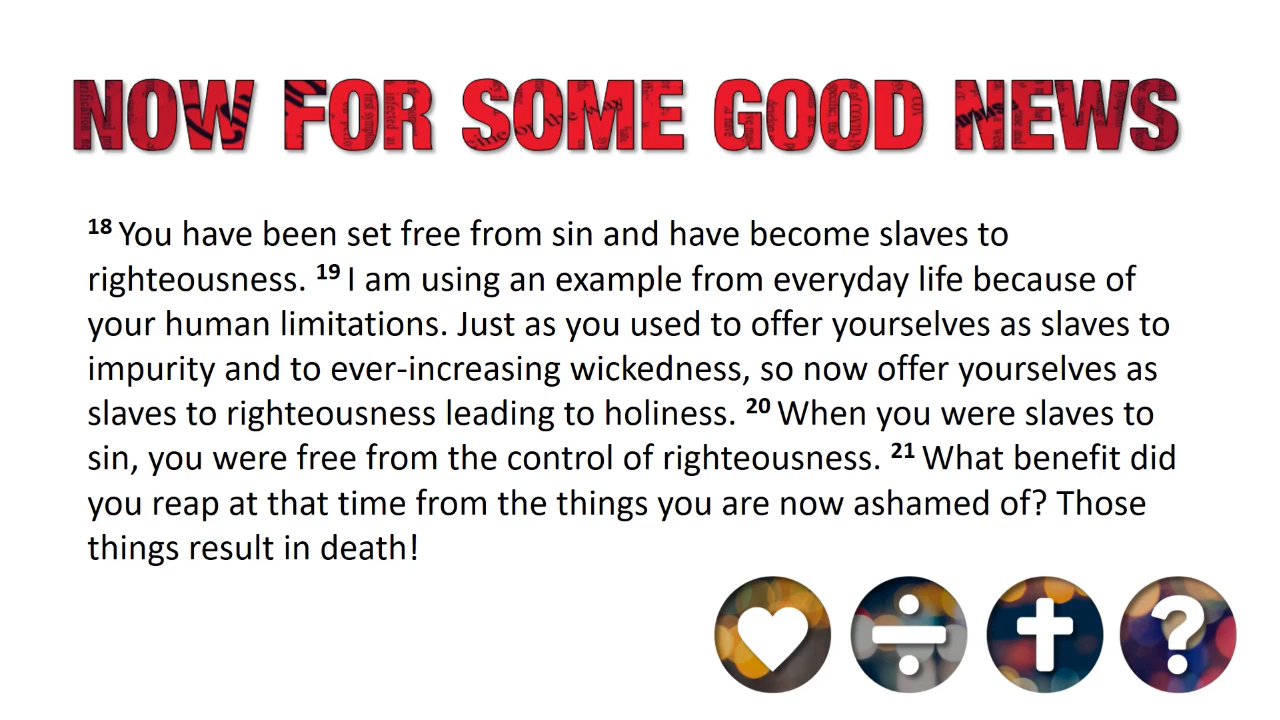 NOW FOR SOME GOOD NEWS
18 You have been set free from sin and have become slaves to
righteousness. 19 I am using an example from everyday life because of
your human limitations. Just as you used to offer yourselves as slaves to
impurity and to ever-increasing wickedness, so now offer yourselves as
slaves to righteousness leading to holiness. 20 When you were slaves to
sin, you were free from the control of righteousness. 21 What benefit did
you reap at that time from the things you are now ashamed of? Those
things result in death!
÷ ?